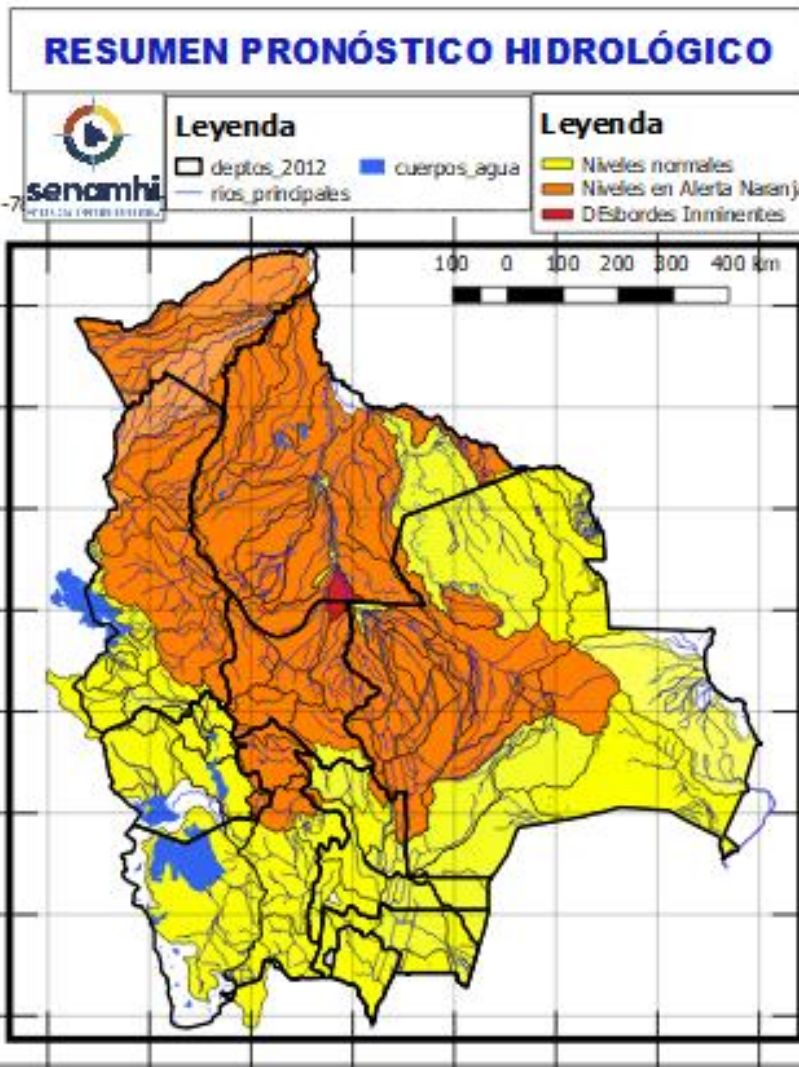 RESUMEN PRONÓSTICO HIDROLÓGICO
senamhi
Leyenda
deptos_2012
cuerpos_agua
rios_principales
Leyenda
Niveles normales
Niveles en Alerta Naranj
DEsbordes Inminentes
100 0 100 200 300 400 km